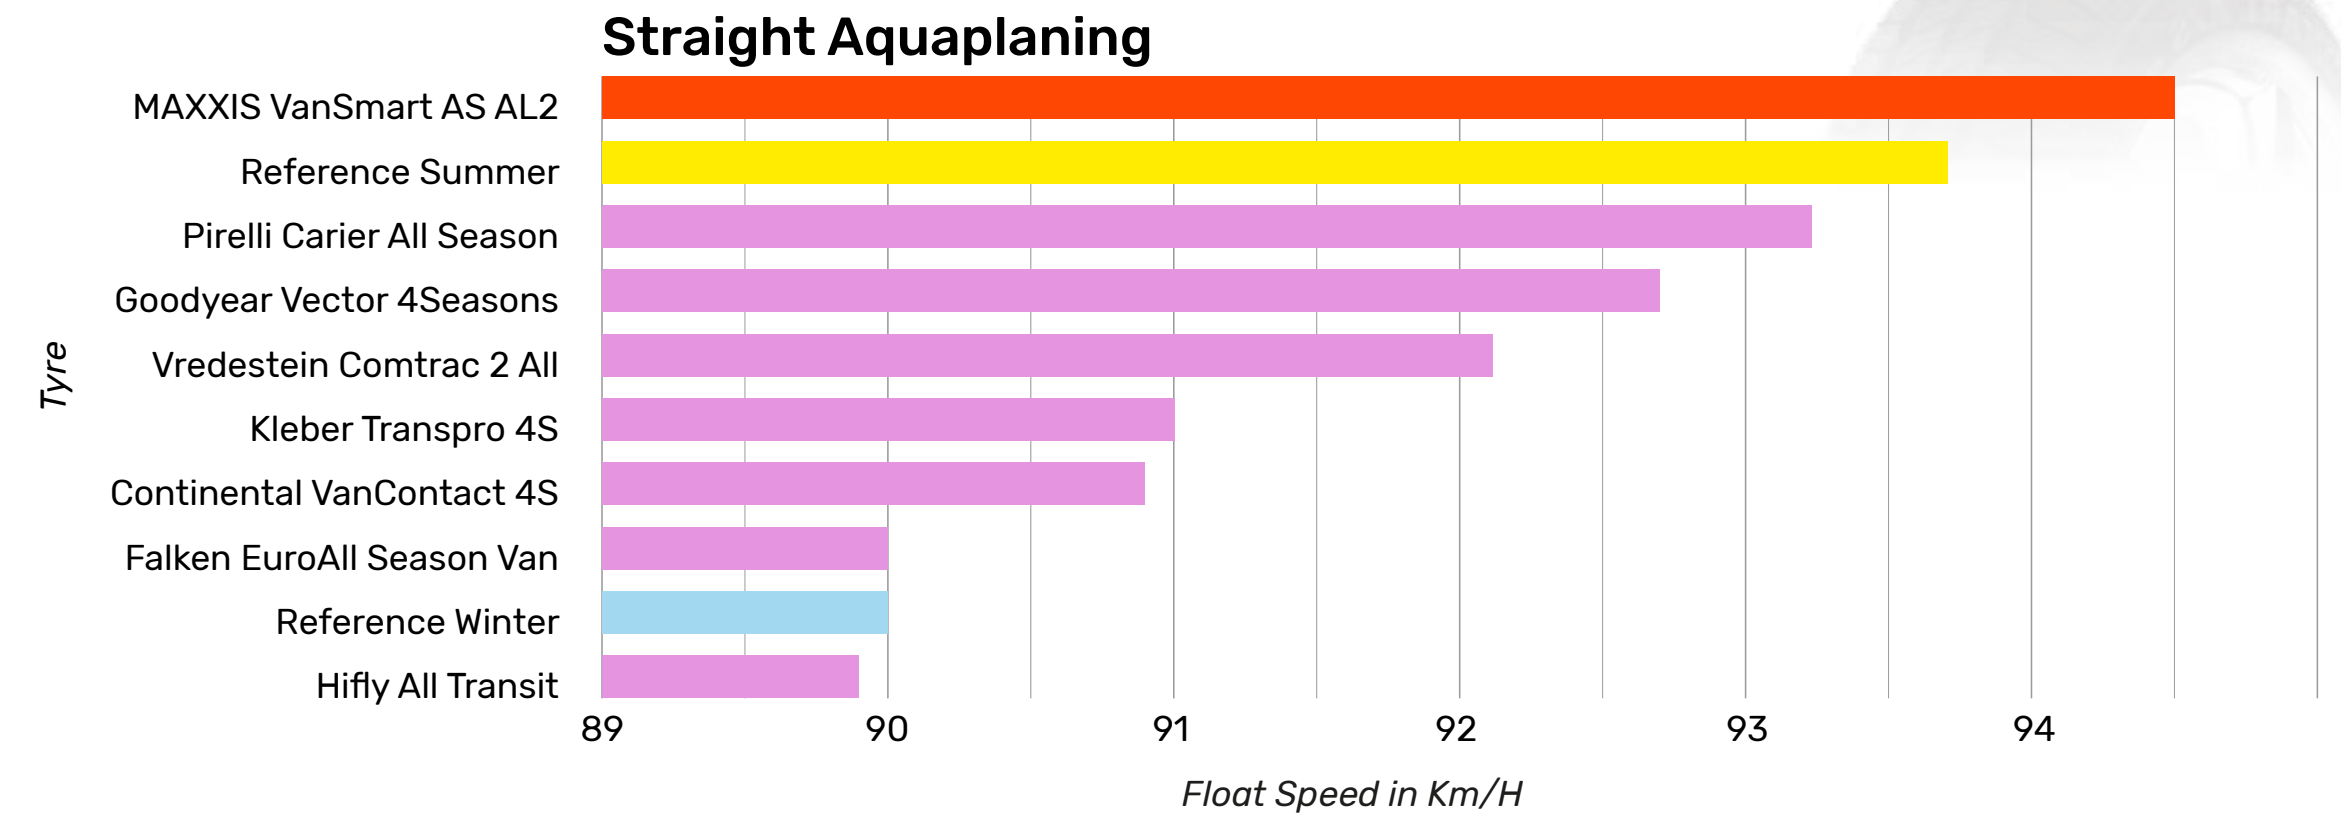 Straight Aquaplaning
MAXXIS VanSmart AS AL2
Reference Summer
Pirelli Carier All Season
Goodyear Vector 4Seasons
Vredestein Comtrac 2 All
Kleber Transpro 4S
Continental VanContact 4S
Falken EuroAll Season Van
Reference Winter
Hifly All Transit
Tyre
89 90 91 92 93 94
Float Speed in Km/H